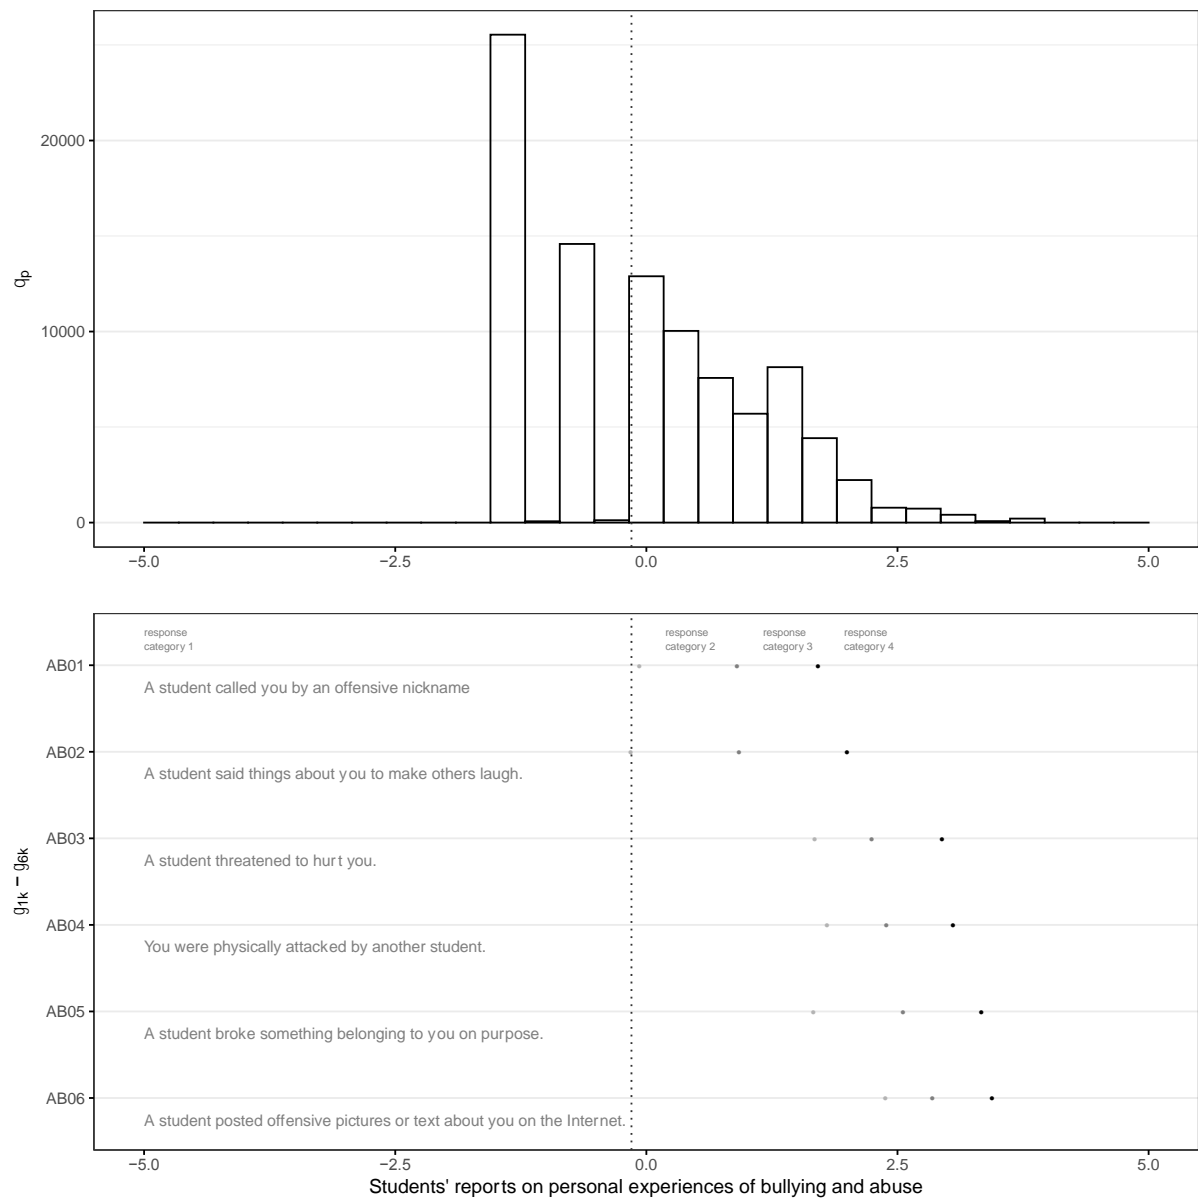 20000
10000
0
qp
−5.0 −2.5 0.0 2.5 5.0
response response response response
category 1 category 2 category 3 category 4
AB01
A student called you by an offensive nickname
AB02
A student said things about you to make others laugh.
AB03
A student threatened to hurt you.
AB04
You were physically attacked by another student.
AB05
A student broke something belonging to you on purpose.
AB06
A student posted offensive pictures or text about you on the Internet.
g1k − g6k
−5.0 −2.5 0.0 2.5 5.0
Students' reports on personal experiences of bullying and abuse